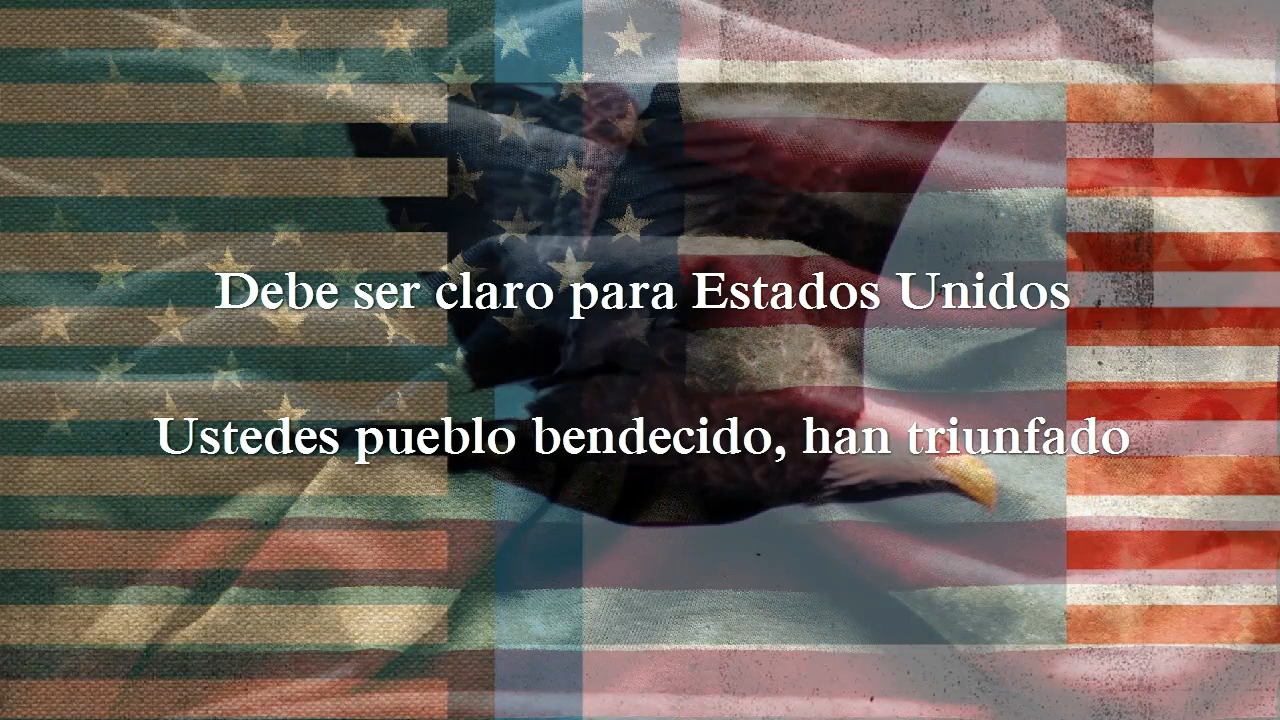 Debe ser claro para Estados Unidos
Ustedes pueblo bendecido, han triunfado